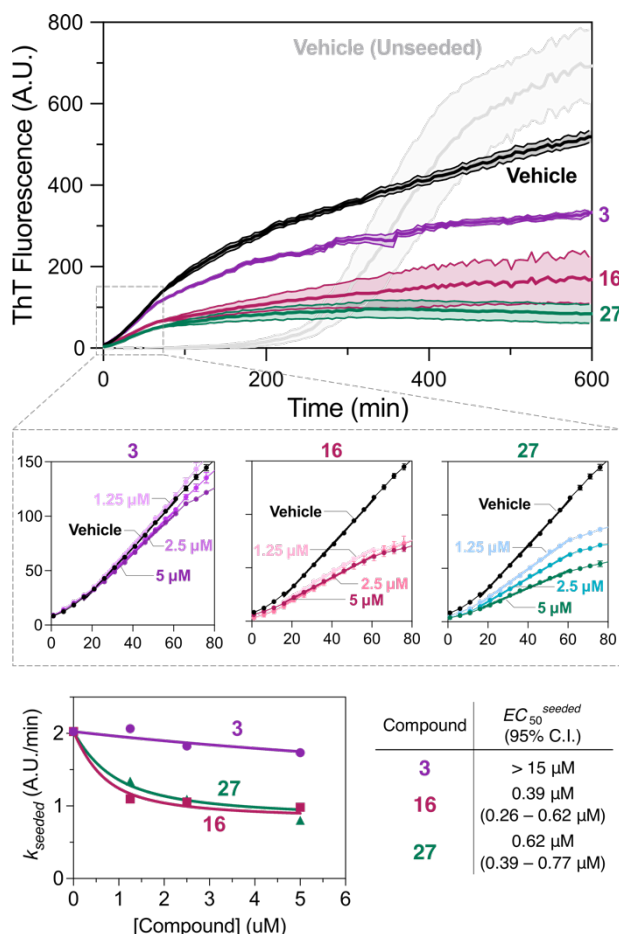 800
600
400
200
0
ThT Fluorescence (A.U.)
Vehicle (Unseeded)
Vehicle
3
16
27
0 200 400 600
Time (min)
3 16 27
150
100
50
0
1.25 µM
Vehicle
2.5 µM
5 µM
0 20 40 60 80
Vehicle
1.25 µM
2.5 µM
5 µM
0 20 40 60 80
Vehicle
1.25 µM
2.5 µM
5 µM
0 20 40 60 80
2
1
0
kseeded (A.U./min)
3
27
16
0 1 2 3 4 5 6
[Compound] (uM)
Compound EC50 seeded
(95% C.I.)
3 > 15 µM
16 0.39 µM
(0.26 – 0.62 µM)
27 0.62 µM
(0.39 – 0.77 µM)